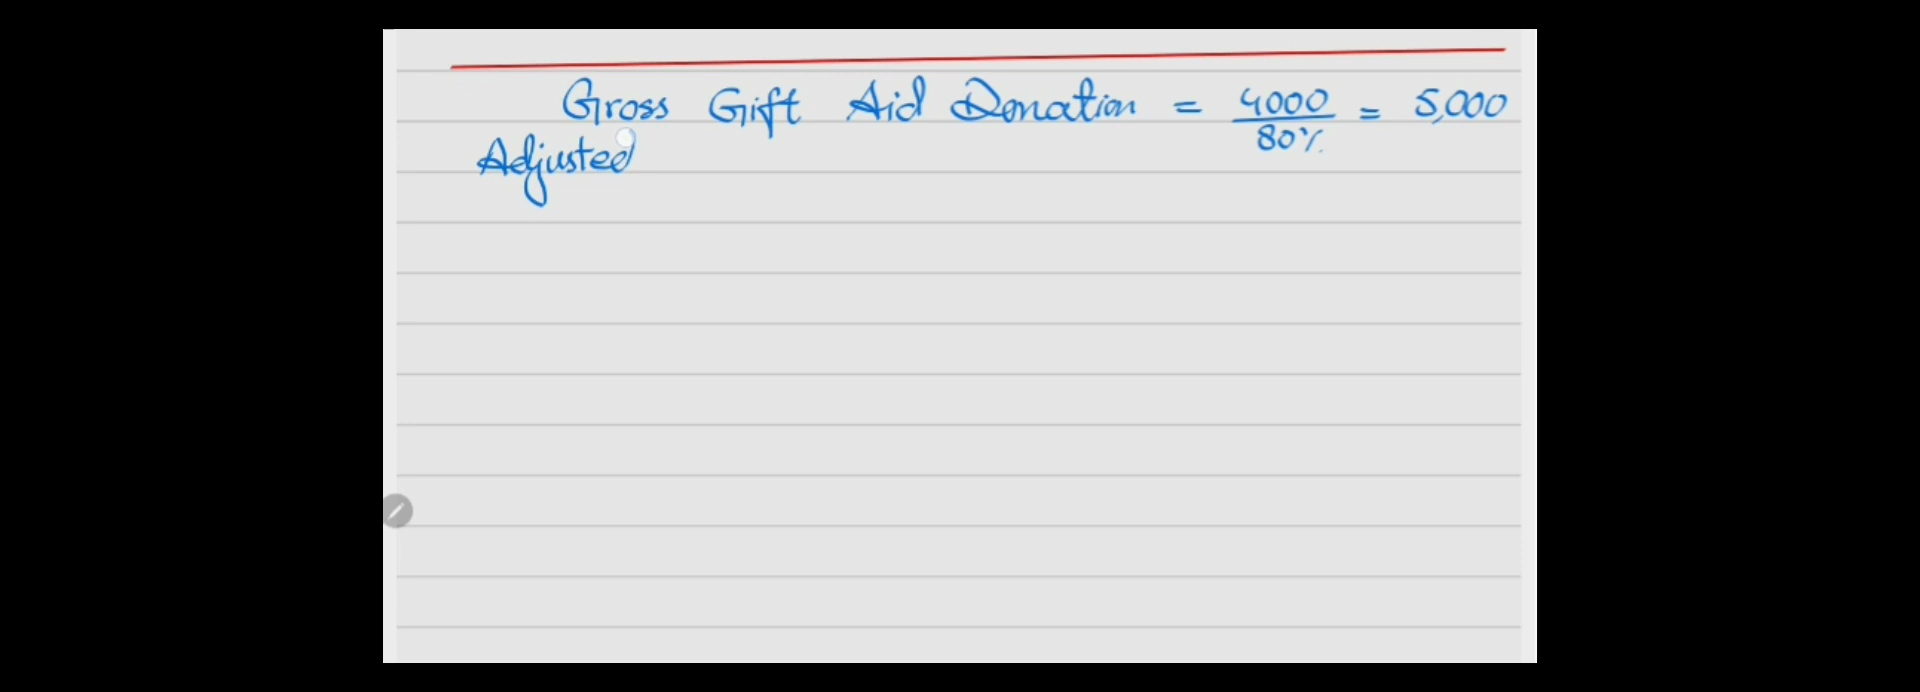 Gross Gift Aid Donation = 4000/80% = 5,000
Adjusted